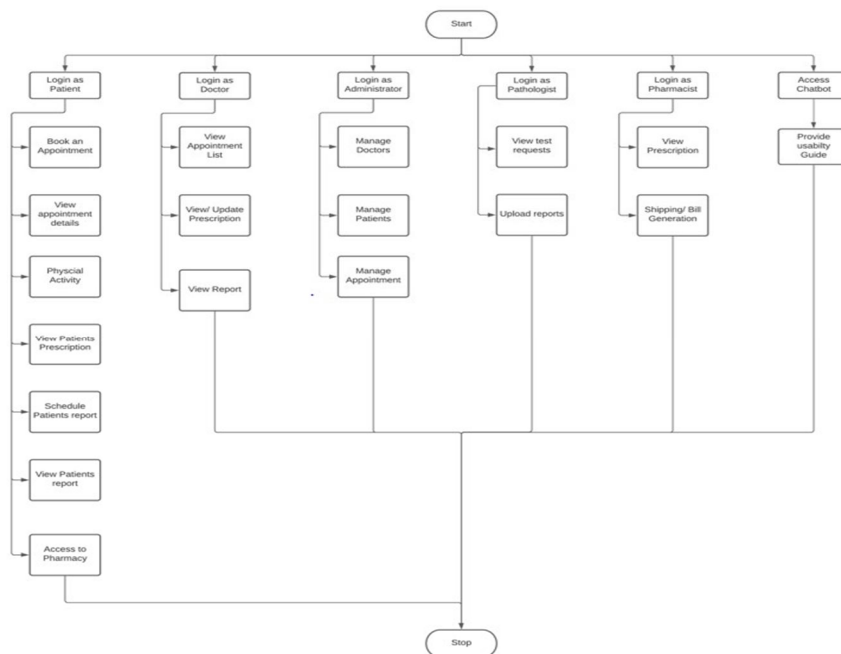 Start
Login as
Patient
Login as
Doctor
Login as
Administrator
Login as
Pathologist
Login as
Pharmacist
Access
Chatbot
Book an
Appointment
View
Appointment
List
Manage
Doctors
View test
requests
View
Prescription
Provide
usabilty
Guide
View
appointment
details
View/ Update
Prescription
Manage
Patients
Upload reports
Shipping/ Bill
Generation
Physcial
Activity
View Report
Manage
Appointment
View Patients
Prescription
Schedule
Patients report
View Patients
report
Access to
Pharmacy
Stop